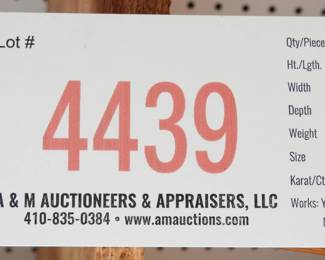 Lot #
4439
A & M AUCTIONEERS & APPRAISERS, LLC
410-835-0384 • www.amauctions.com
Qty/Piece
Ht./Lgth.
Width
Depth
Weight
Size
Karat/Ct
Works: Y